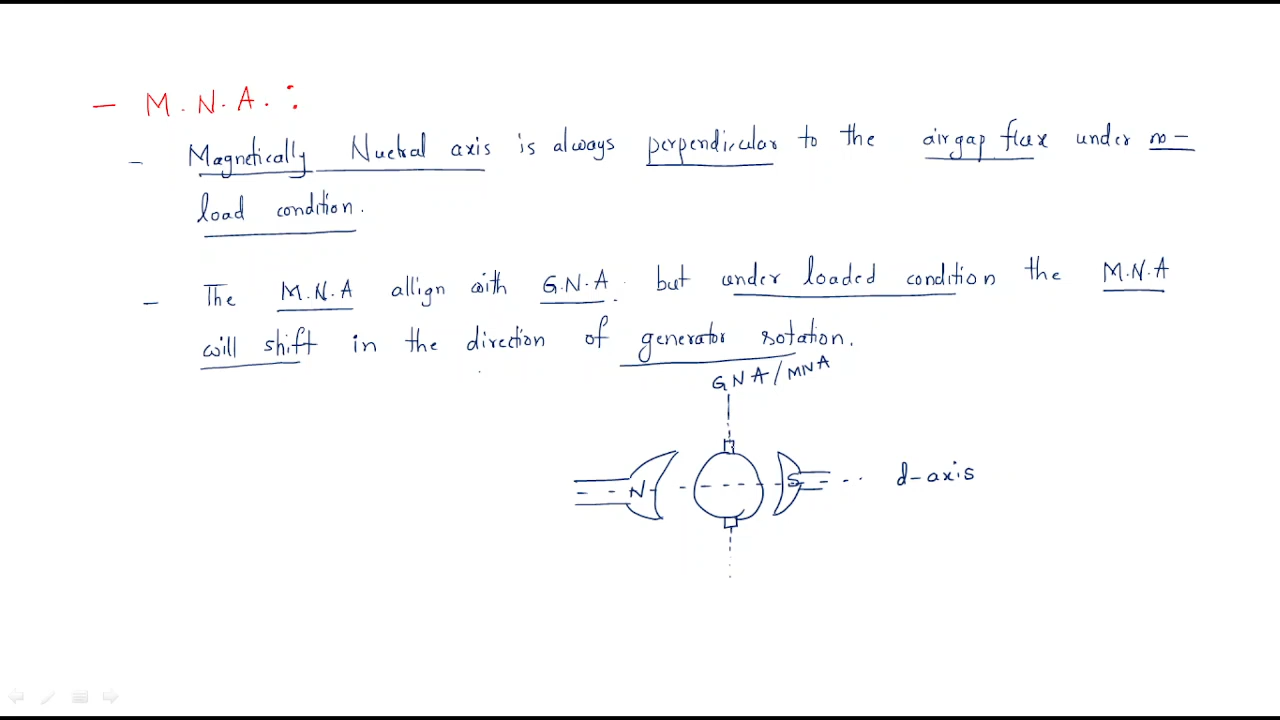 - M.N.A. :
- Magnetically Nuetral axis is always perpendicular to the airgap flux under no-
load condition.
- The M.N.A allign with G.N.A. but under loaded condition the M.N.A
will shift in the direction of generator rotation.
GNA/MNA
N S d-axis